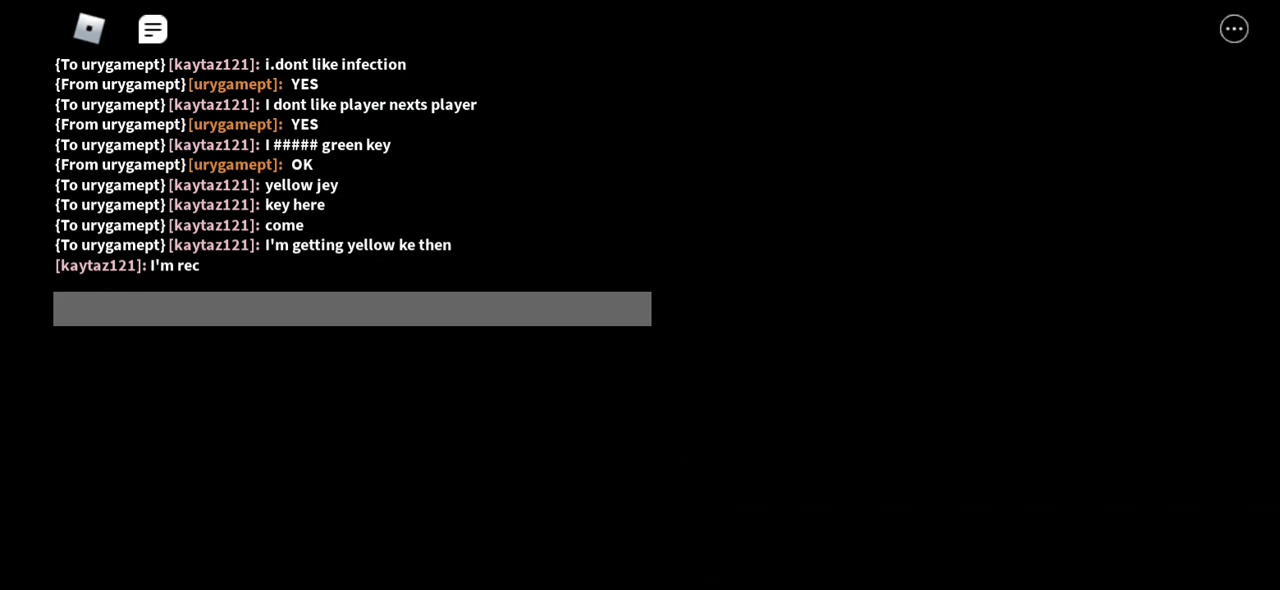 {To urygamept} [kaytaz121]: i.dont like infection
{From urygamept} [urygamept]: YES
{To urygamept} [kaytaz121]: I dont like player nexts player
{From urygamept} [urygamept]: YES
{To urygamept} [kaytaz121]: I ##### green key
{From urygamept} [urygamept]: OK
{To urygamept} [kaytaz121]: yellow jey
{To urygamept} [kaytaz121]: key here
{To urygamept} [kaytaz121]: come
{To urygamept} [kaytaz121]: I'm getting yellow ke then
[kaytaz121]: I'm rec